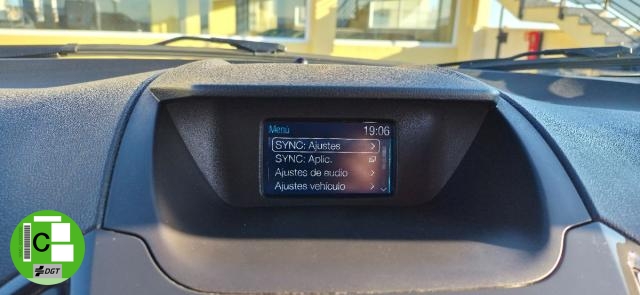 Menú 19:06
SYNC: Ajustes
SYNC: Aplic.
Ajustes de audio
Ajustes vehículo
C
DGT